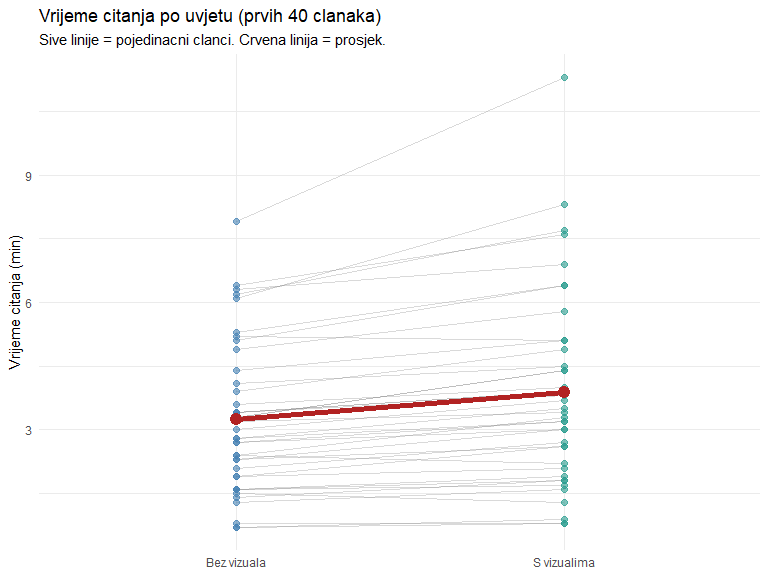 Vrijeme citanja po uvjetu (prvih 40 clanaka)
Sive linije = pojedinacni clanci. Crvena linija = prosjek.
9
6
3
Vrijeme citanja (min)
Bez vizuala
S vizualima